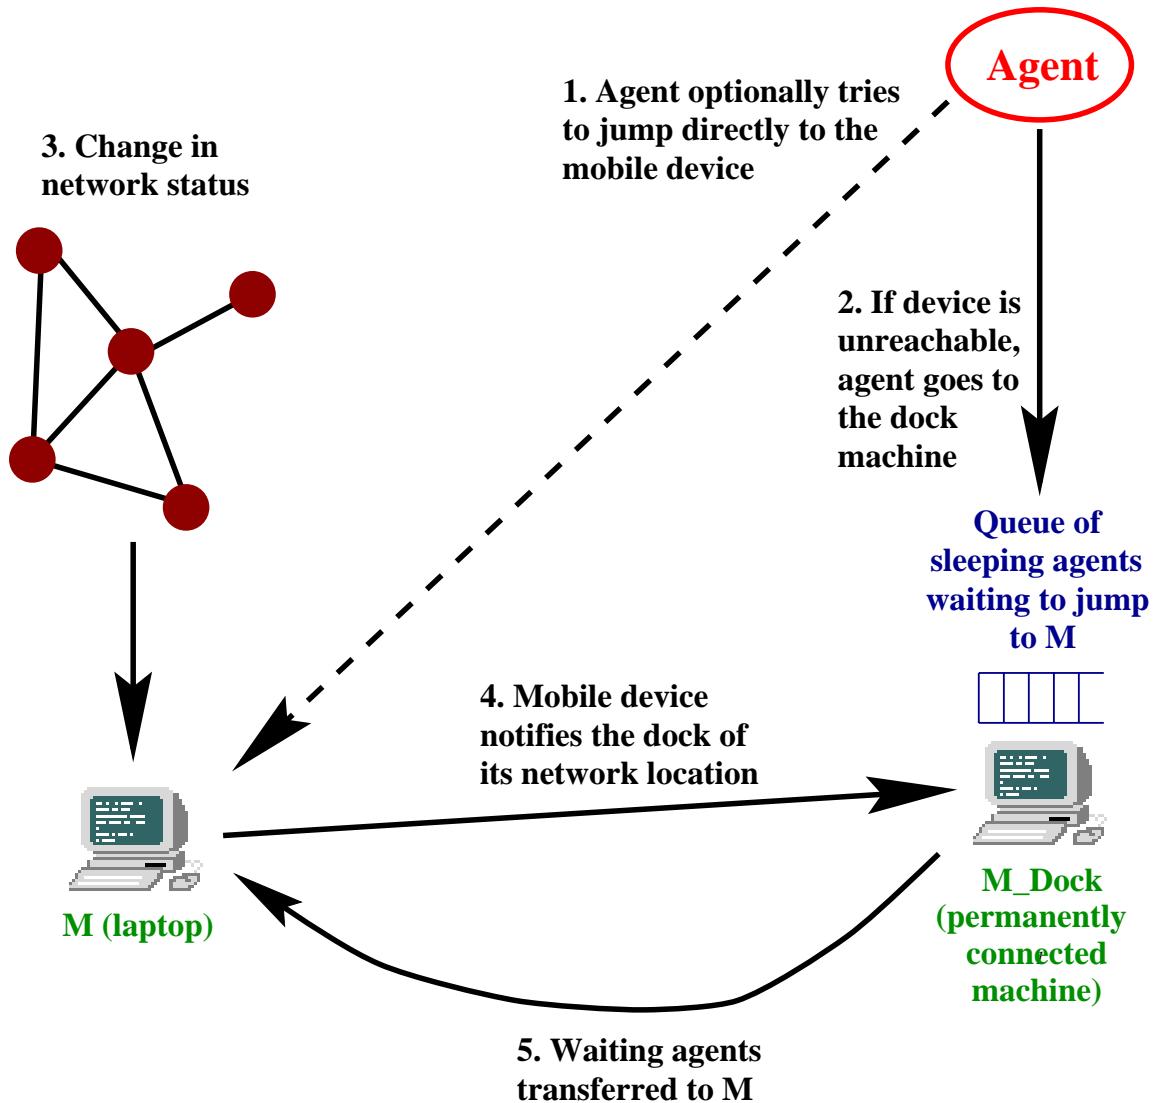 Agent
1. Agent optionally tries
to jump directly to the
mobile device
3. Change in
network status
2. If device is
unreachable,
agent goes to
the dock
machine
Queue of
sleeping agents
waiting to jump
to M
4. Mobile device
notifies the dock of
its network location
M (laptop)
M_Dock
(permanently
connected
machine)
5. Waiting agents
transferred to M